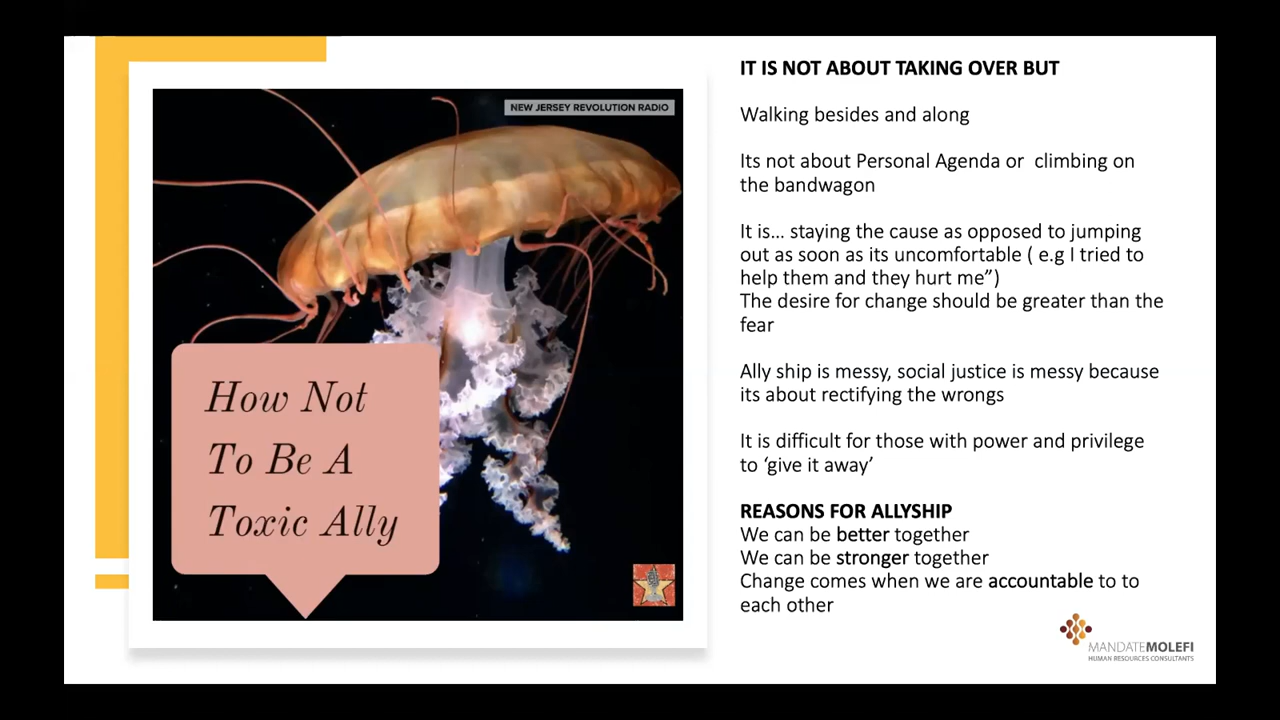 NEW JERSEY REVOLUTION RADIO
How Not
To Be A
Toxic Ally
IT IS NOT ABOUT TAKING OVER BUT
Walking besides and along
Its not about Personal Agenda or  climbing on
the bandwagon
It is... staying the cause as opposed to jumping
out as soon as its uncomfortable ( e.g I tried to
help them and they hurt me”)
The desire for change should be greater than the
fear
Ally ship is messy, social justice is messy because
its about rectifying the wrongs
It is difficult for those with power and privilege
to ‘give it away’
REASONS FOR ALLYSHIP
We can be better together
We can be stronger together
Change comes when we are accountable to to
each other
MANDATEMOLEFI
HUMAN RESOURCES CONSULTANTS